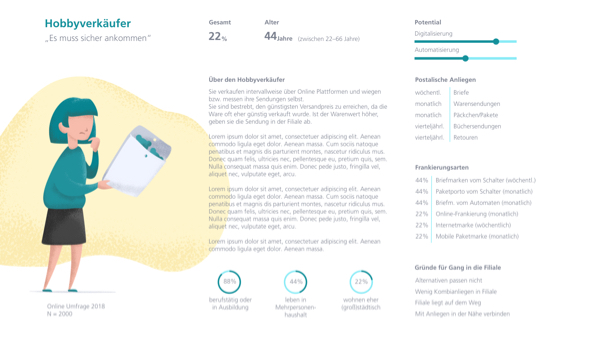 Hobbyverkäufer
„Es muss sicher ankommen“
Gesamt
22%
Alter
44Jahre (zwischen 22–66 Jahre)
Über den Hobbyverkäufer
Sie verkaufen intervallweise über Online Plattformen und wiegen
bzw. messen ihre Sendungen selbst.
Sie sind bestrebt, den günstigsten Versandpreis zu erreichen, da die
Ware oft eher günstig verkauft wurde. Ist der Warenwert höher,
geben sie die Sendung in der Filiale ab.
Lorem ipsum dolor sit amet, consectetuer adipiscing elit. Aenean
commodo ligula eget dolor. Aenean massa. Cum sociis natoque
penatibus et magnis dis parturient montes, nascetur ridiculus mus.
Donec quam felis, ultricies nec, pellentesque eu, pretium quis, sem.
Nulla consequat massa quis enim. Donec pede justo, fringilla vel,
aliquet nec, vulputate eget, arcu.
Lorem ipsum dolor sit amet, consectetuer adipiscing elit. Aenean
commodo ligula eget dolor. Aenean massa. Cum sociis natoque
penatibus et magnis dis parturient montes, nascetur ridiculus mus.
Donec quam felis, ultricies nec, pellentesque eu, pretium quis, sem.
Nulla consequat massa quis enim. Donec pede justo, fringilla vel,
aliquet nec, vulputate eget, arcu.
Lorem ipsum dolor sit amet, consectetuer adipiscing elit. Aenean
commodo ligula eget dolor. Aenean massa.
88%
berufstätig oder
in Ausbildung
44%
leben in
Mehrpersonen-
haushalt
22%
wohnen eher
(groß)städtisch
Online Umfrage 2018
N = 2000
Potential
Digitalisierung
Automatisierung
Postalische Anliegen
wöchentl. Briefe
monatlich Warensendungen
monatlich Päckchen/Pakete
vierteljährl. Büchersendungen
vierteljährl. Retouren
Frankierungsarten
44% Briefmarken vom Schalter (wöchentl.)
44% Paketporto vom Schalter (monatlich)
44% Briefm. vom Automaten (monatlich)
22% Online-Frankierung (monatlich)
22% Internetmarke (wöchentlich)
22% Mobile Paketmarke (monatlich)
Gründe für Gang in die Filiale
Alternativen passen nicht
Wenig Kombianliegen in Filiale
Filiale liegt auf dem Weg
Mit Anliegen in der Nähe verbinden